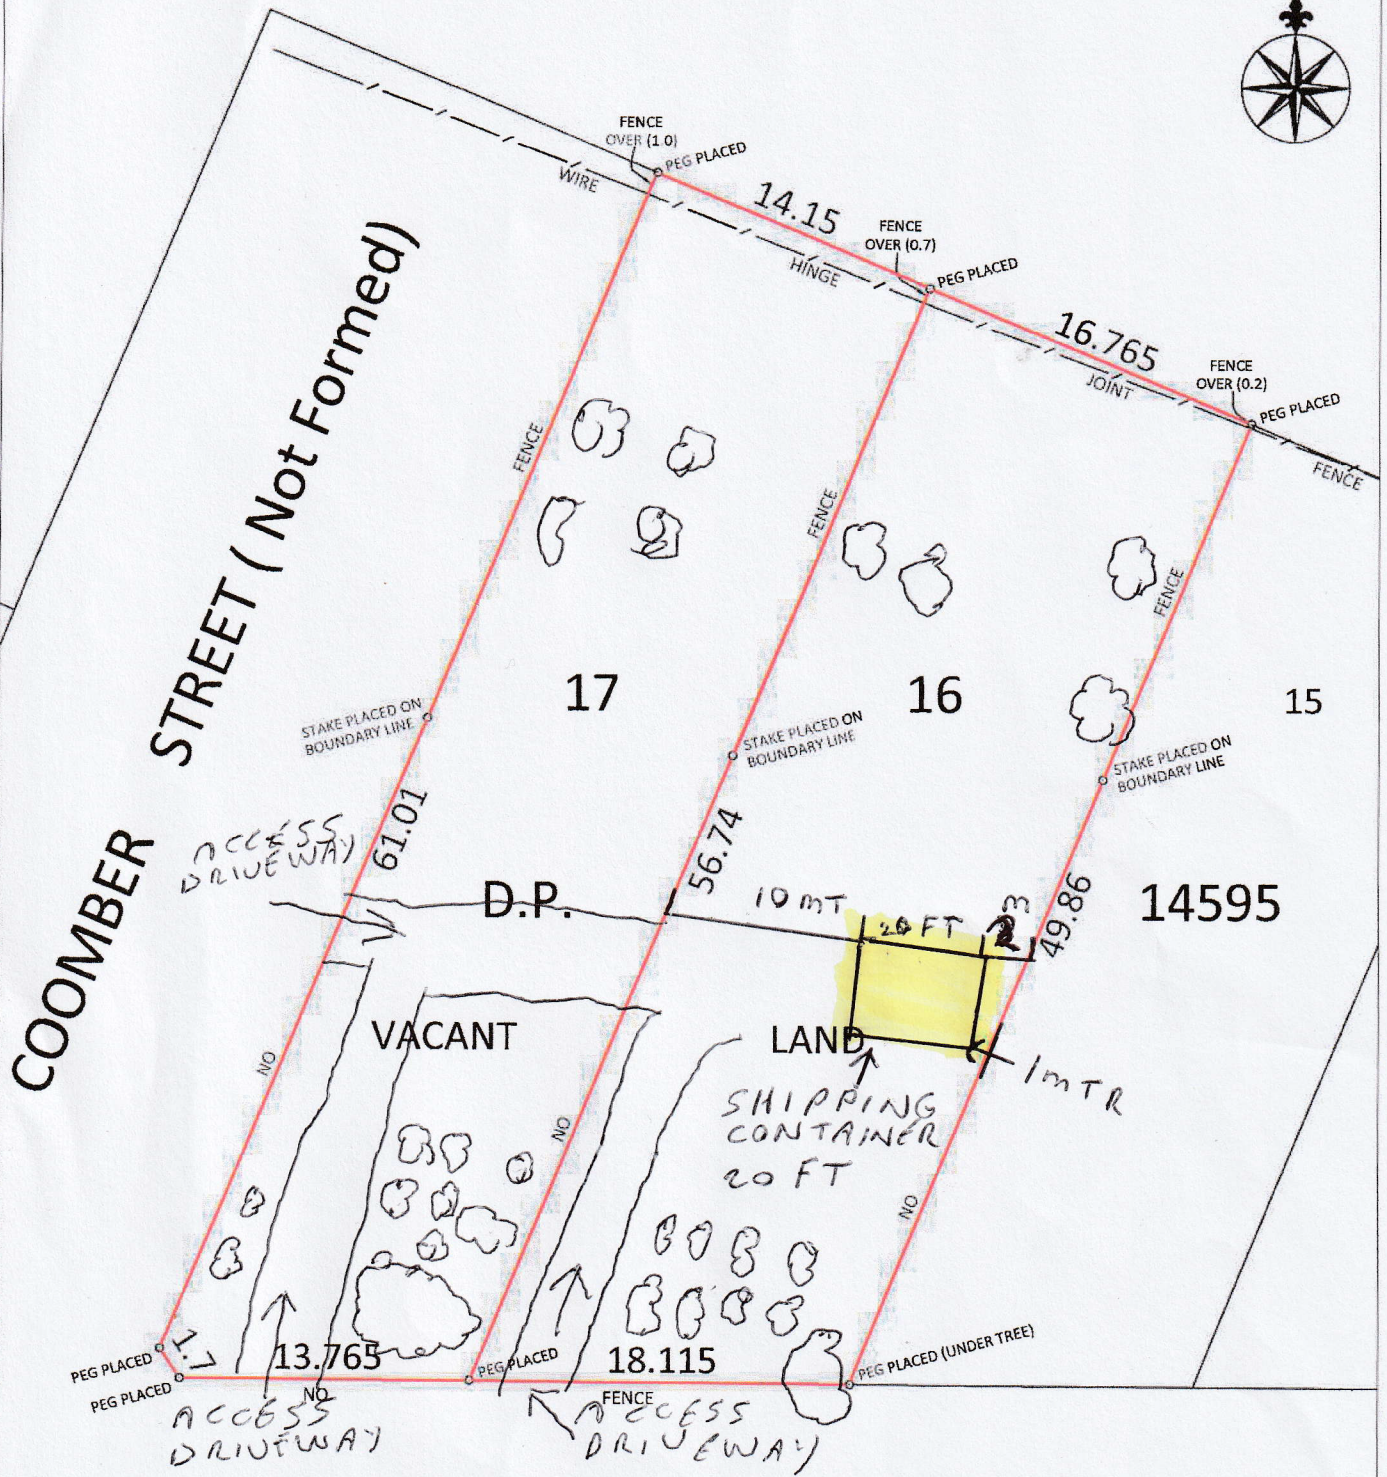 FENCE
OVER (1.0)
PEG PLACED
WIRE
14.15
FENCE
OVER (0.7)
PEG PLACED
HINGE
16.765
JOINT
FENCE
OVER (0.2)
PEG PLACED
FENCE
COOMBER STREET ( Not Formed)
FENCE
FENCE
FENCE
17
16
15
STAKE PLACED ON
BOUNDARY LINE
STAKE PLACED ON
BOUNDARY LINE
STAKE PLACED ON
BOUNDARY LINE
61.01
56.74
49.86
ACCESS
DRIVEWAY
D.P.
14595
10 mT
20 FT
VACANT
LAND
1mTR
SHIPPING
CONTAINER
20 FT
NO
NO
NO
1.7
PEG PLACED
PEG PLACED
13.765
PEG PLACED
18.115
PEG PLACED (UNDER TREE)
NO
FENCE
ACCESS
DRIVEWAY
ACCESS
DRIVEWAY